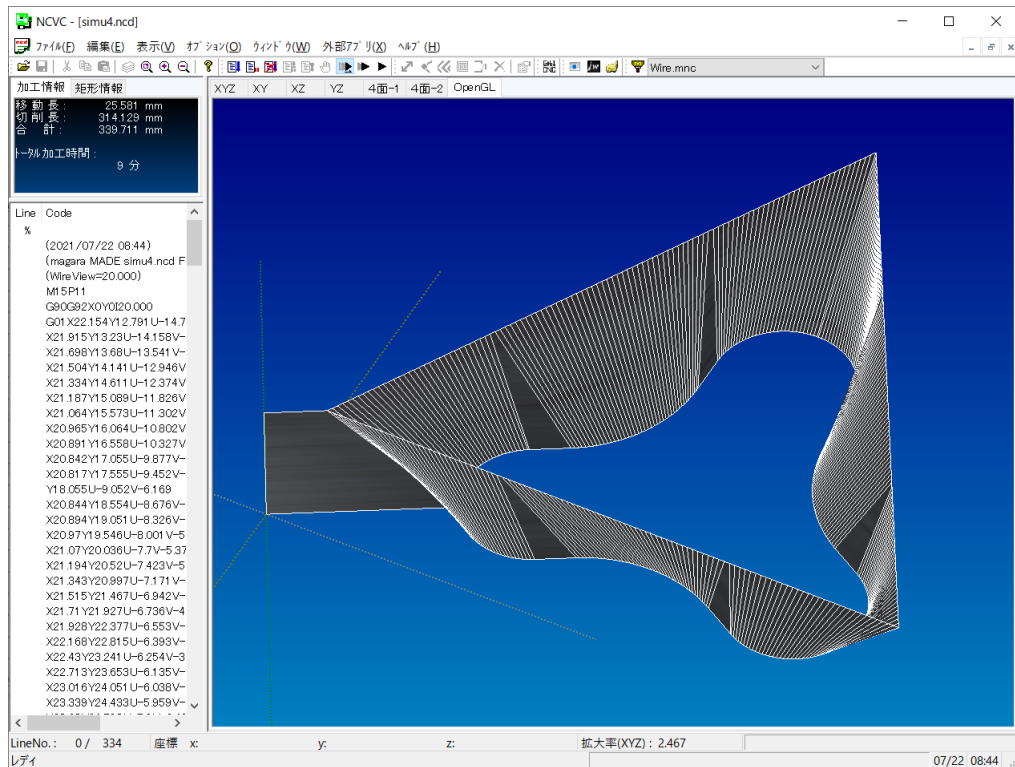 NCVC - [simu4.ncd]
ファイル(F) 編集(E) 表示(V) オプション(O) ウィンドウ(W) 外部アプリ(X) ヘルプ(H)
Wire.mnc
加工情報 矩形情報
XYZ XY XZ YZ 4面-1 4面-2 OpenGL
移 動 長 : 25.581 mm
切 削 長 : 314.129 mm
合 計 : 339.711 mm
トータル加工時間 :
9 分
Line Code
%
(2021/07/22 08:44)
(magara MADE simu4.ncd F
(WireView=20.000)
M15P11
G90G92X0Y0I20.000
G01X22.154Y12.791U-14.7
X21.915Y13.23U-14.158V-
X21.698Y13.68U-13.541V-
X21.504Y14.141U-12.946V
X21.334Y14.611U-12.374V
X21.187Y15.089U-11.826V
X21.064Y15.573U-11.302V
X20.965Y16.064U-10.802V
X20.891Y16.558U-10.327V
X20.842Y17.055U-9.877V-
X20.817Y17.555U-9.452V-
Y18.055U-9.052V-6.169
X20.844Y18.554U-8.676V-
X20.894Y19.051U-8.326V-
X20.97Y19.546U-8.001V-5
X21.07Y20.036U-7.7V-5.37
X21.194Y20.52U-7.423V-5
X21.343Y20.997U-7.171V-
X21.515Y21.467U-6.942V-
X21.71Y21.927U-6.736V-4
X21.928Y22.377U-6.553V-
X22.168Y22.815U-6.393V-
X22.43Y23.241U-6.254V-3
X22.713Y23.653U-6.135V-
X23.016Y24.051U-6.038V-
X23.339Y24.433U-5.959V-
LineNo. : 0 / 334 座標 x: y: z: 拡大率(XYZ) : 2.467
レディ 07/22 08:44